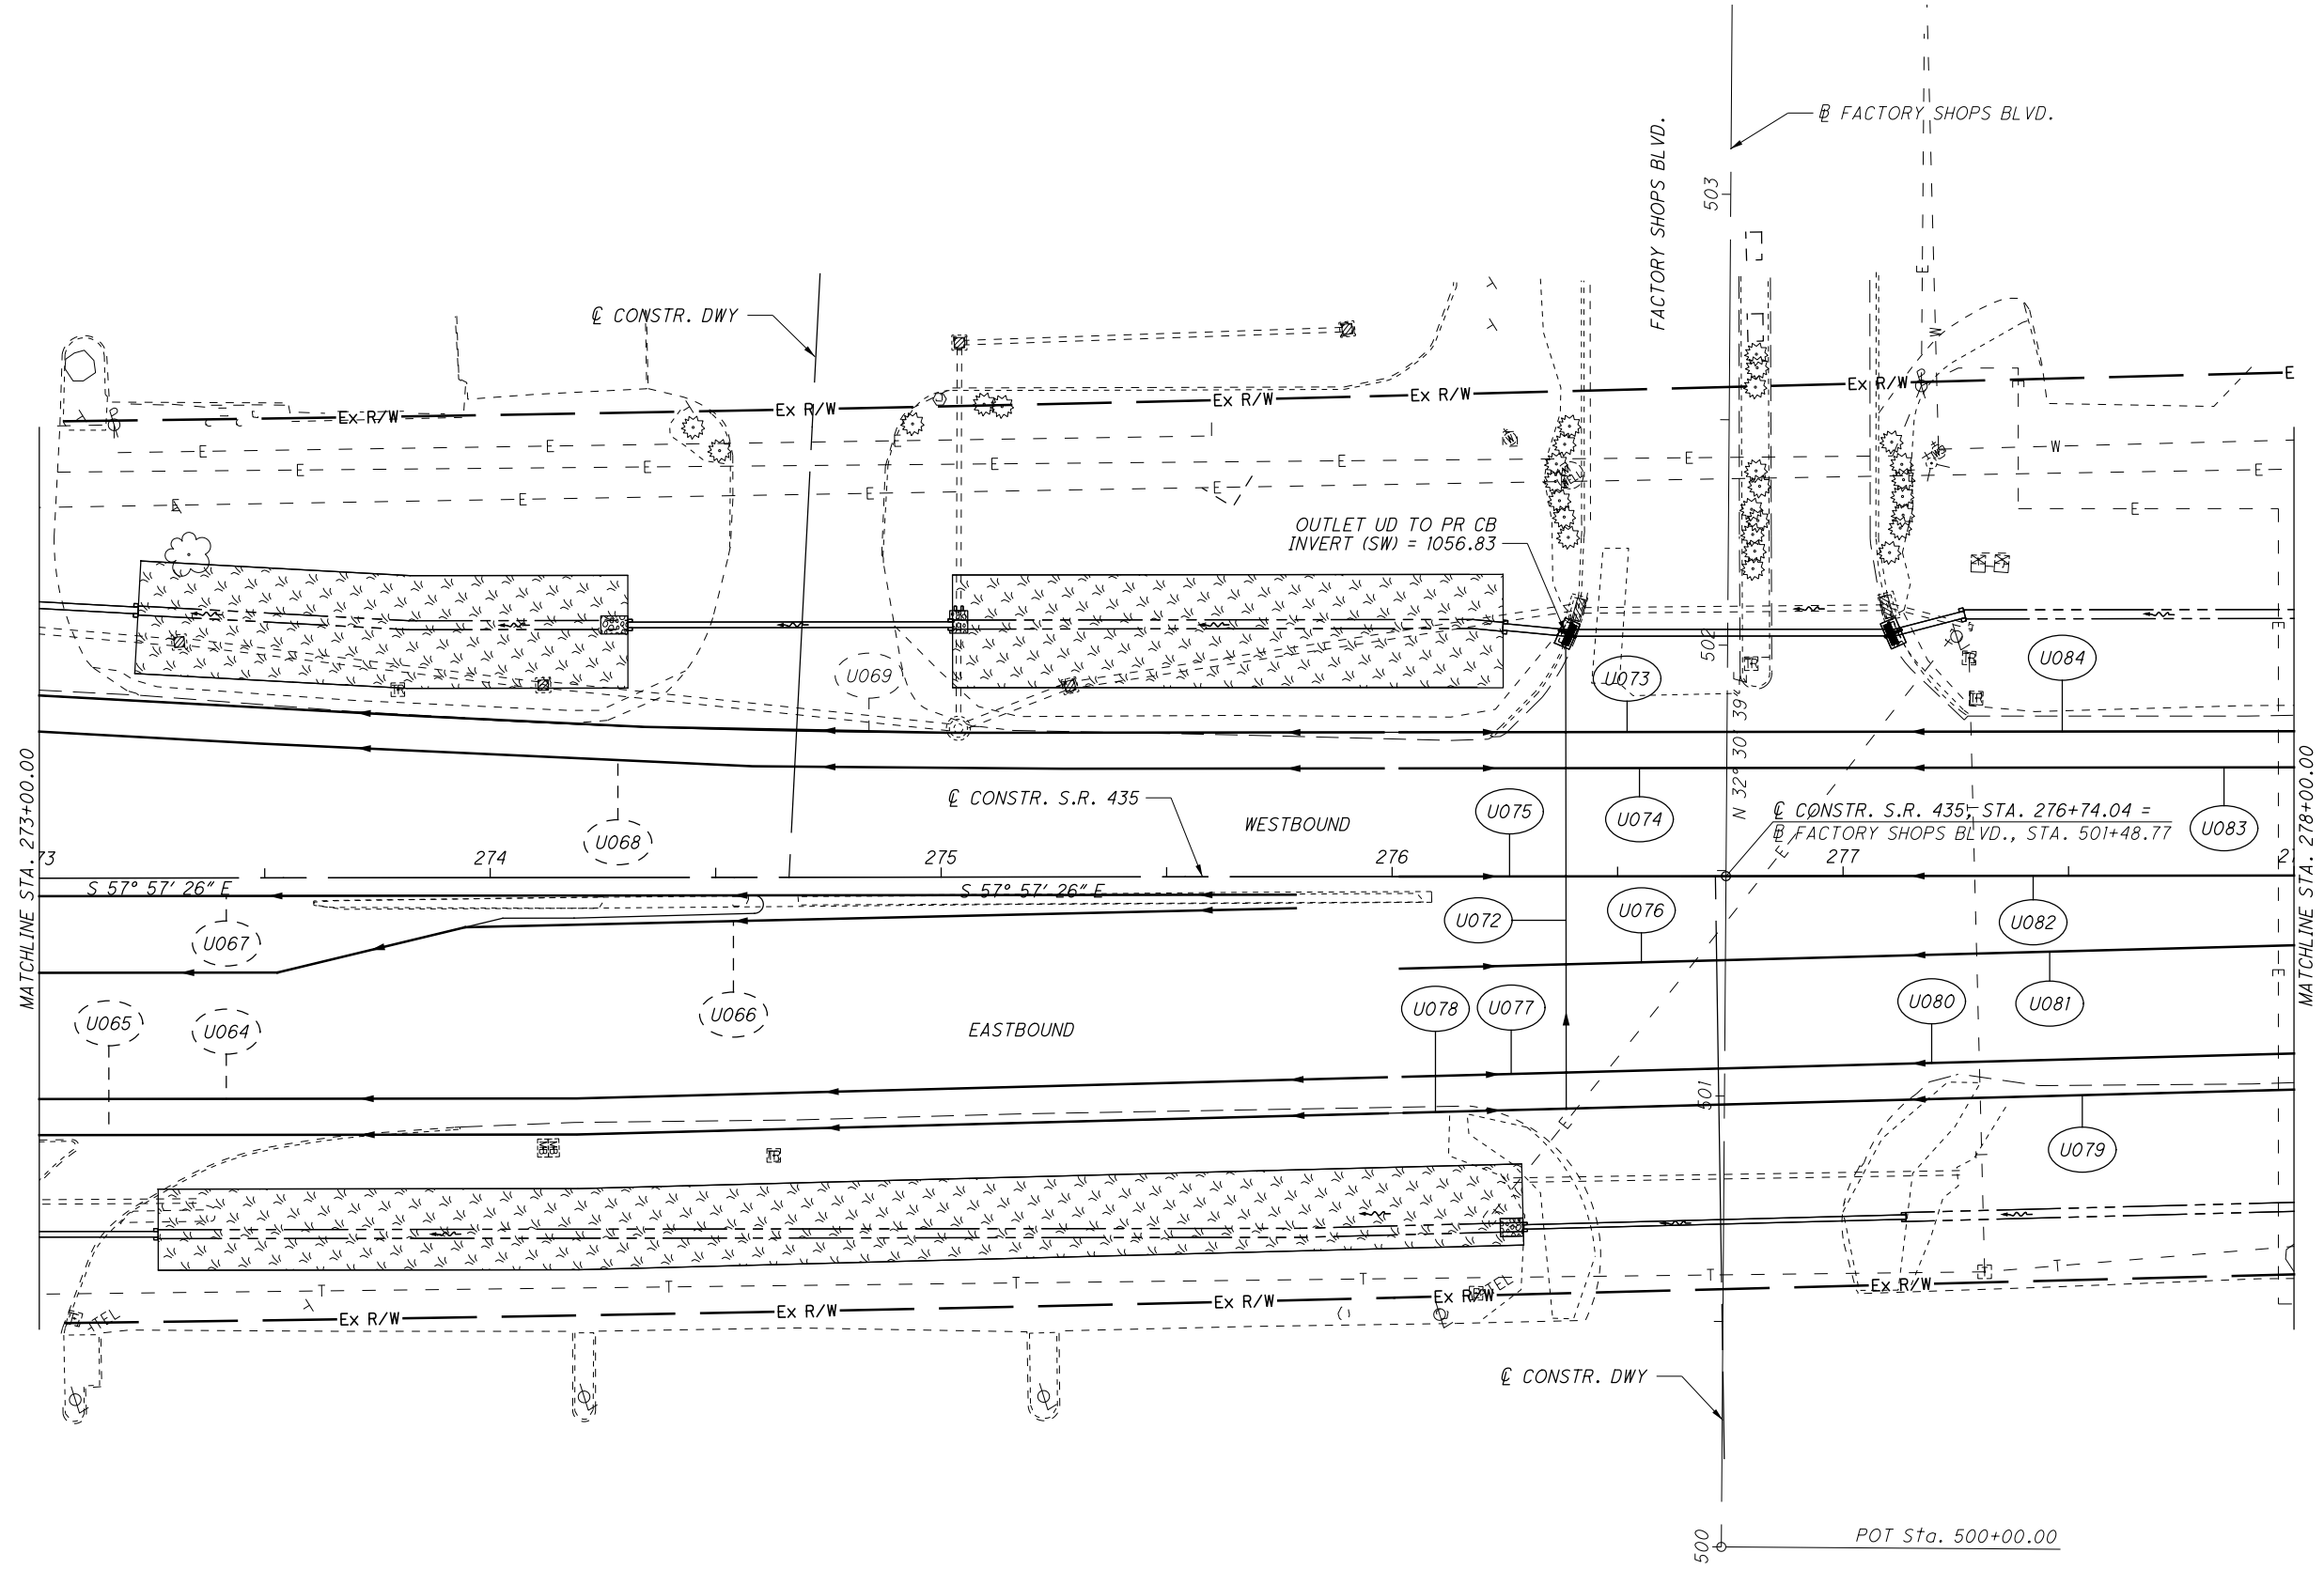 ℄ FACTORY SHOPS BLVD.
FACTORY SHOPS BLVD.
503
℄ CONSTR. DWY
Ex R/W
Ex R/W
Ex R/W
Ex R/W
Ex R/W
E
E
E
E
E
E
E
E
E
E
E
E
E
E
W
W
OUTLET UD TO PR CB
INVERT (SW) = 1056.83
502
U069
U073
U084
N 32° 30' 39"
MATCHLINE STA. 273+00.00
MATCHLINE STA. 278+00.00
℄ CONSTR. S.R. 435
WESTBOUND
U068
U075
U074
℄ CONSTR. S.R. 435, STA. 276+74.04 =
FACTORY SHOPS BLVD., STA. 501+48.77
U083
73
274
275
276
277
27
S 57° 57' 26" E
S 57° 57' 26" E
U067
U072
U076
U082
U065
U064
U066
EASTBOUND
U078
U077
U080
U081
501
U079
E
E
E
E
T
T
T
T
T
T
Ex R/W
Ex R/W
Ex R/W
Ex R/W
Ex R/W
TEL
TEL
℄ CONSTR. DWY
500
POT Sta. 500+00.00